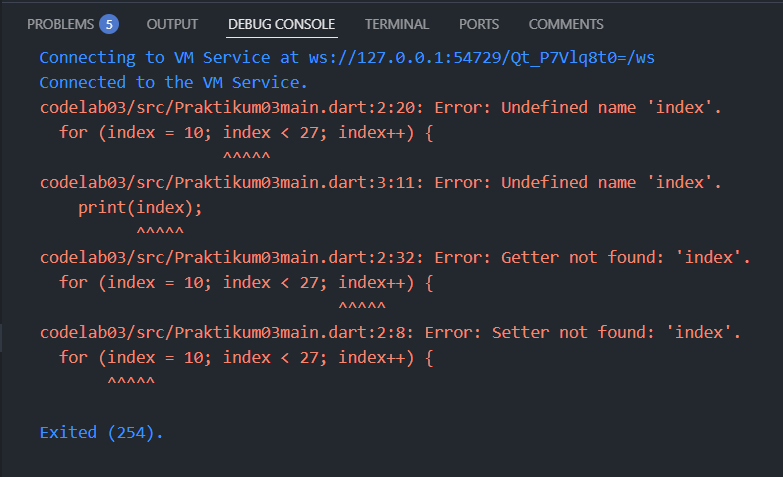 PROBLEMS 5 OUTPUT DEBUG CONSOLE TERMINAL PORTS COMMENTS
Connecting to VM Service at ws://127.0.0.1:54729/Qt_P7Vlq8t0=/ws
Connected to the VM Service.
codelab03/src/Praktikum03main.dart:2:20: Error: Undefined name 'index'.
  for (index = 10; index < 27; index++) {
                   ^^^^^
codelab03/src/Praktikum03main.dart:3:11: Error: Undefined name 'index'.
    print(index);
          ^^^^^
codelab03/src/Praktikum03main.dart:2:32: Error: Getter not found: 'index'.
  for (index = 10; index < 27; index++) {
                               ^^^^^
codelab03/src/Praktikum03main.dart:2:8: Error: Setter not found: 'index'.
  for (index = 10; index < 27; index++) {
       ^^^^^
Exited (254).